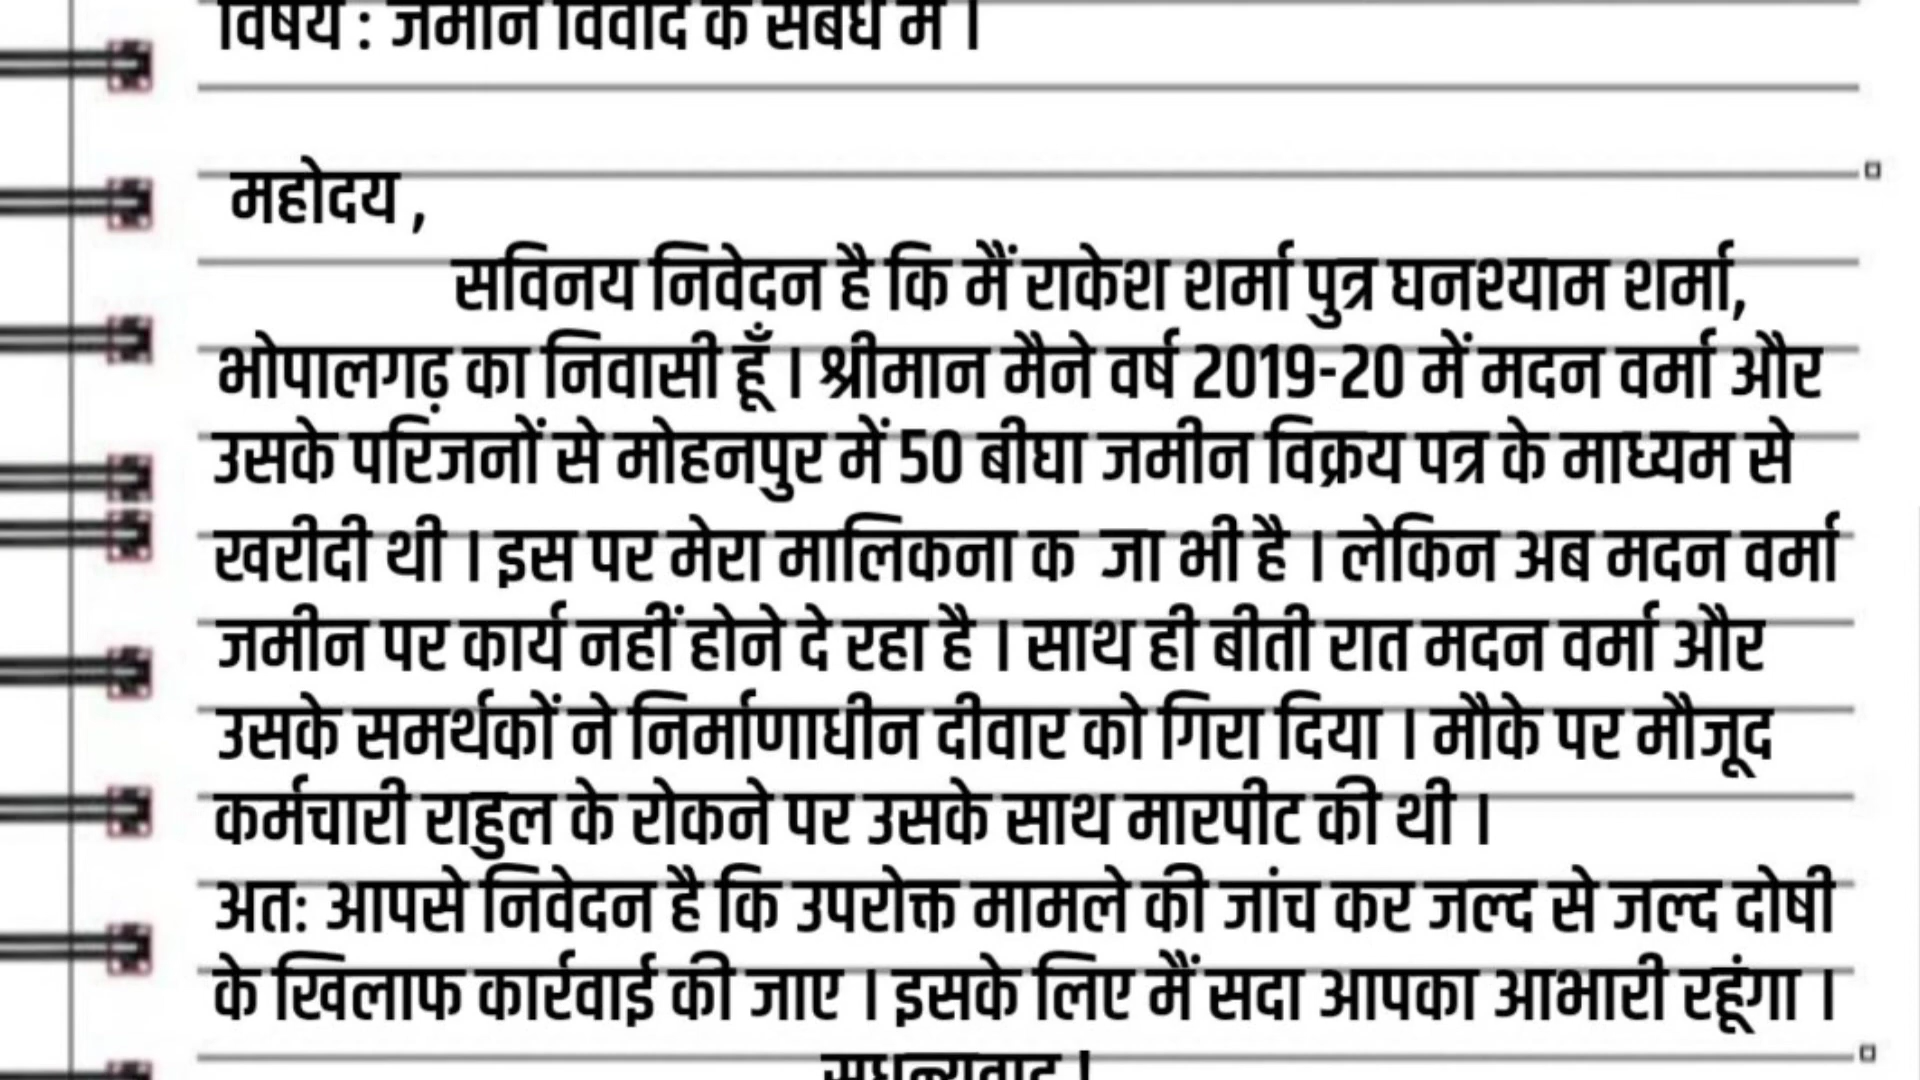 विषय : जमीन विवाद के संबंध में ।
महोदय ,
सविनय निवेदन है कि मैं राकेश शर्मा पुत्र घनश्याम शर्मा,
भोपालगढ़ का निवासी हूँ । श्रीमान मैने वर्ष 2019-20 में मदन वर्मा और
उसके परिजनों से मोहनपुर में 50 बीघा जमीन विक्रय पत्र के माध्यम से
खरीदी थी । इस पर मेरा मालिकना क जा भी है । लेकिन अब मदन वर्मा
जमीन पर कार्य नहीं होने दे रहा है । साथ ही बीती रात मदन वर्मा और
उसके समर्थकों ने निर्माणाधीन दीवार को गिरा दिया । मौके पर मौजूद
कर्मचारी राहुल के रोकने पर उसके साथ मारपीट की थी ।
अतः आपसे निवेदन है कि उपरोक्त मामले की जांच कर जल्द से जल्द दोषी
के खिलाफ कार्रवाई की जाए । इसके लिए मैं सदा आपका आभारी रहूंगा ।
सधन्यवाद !